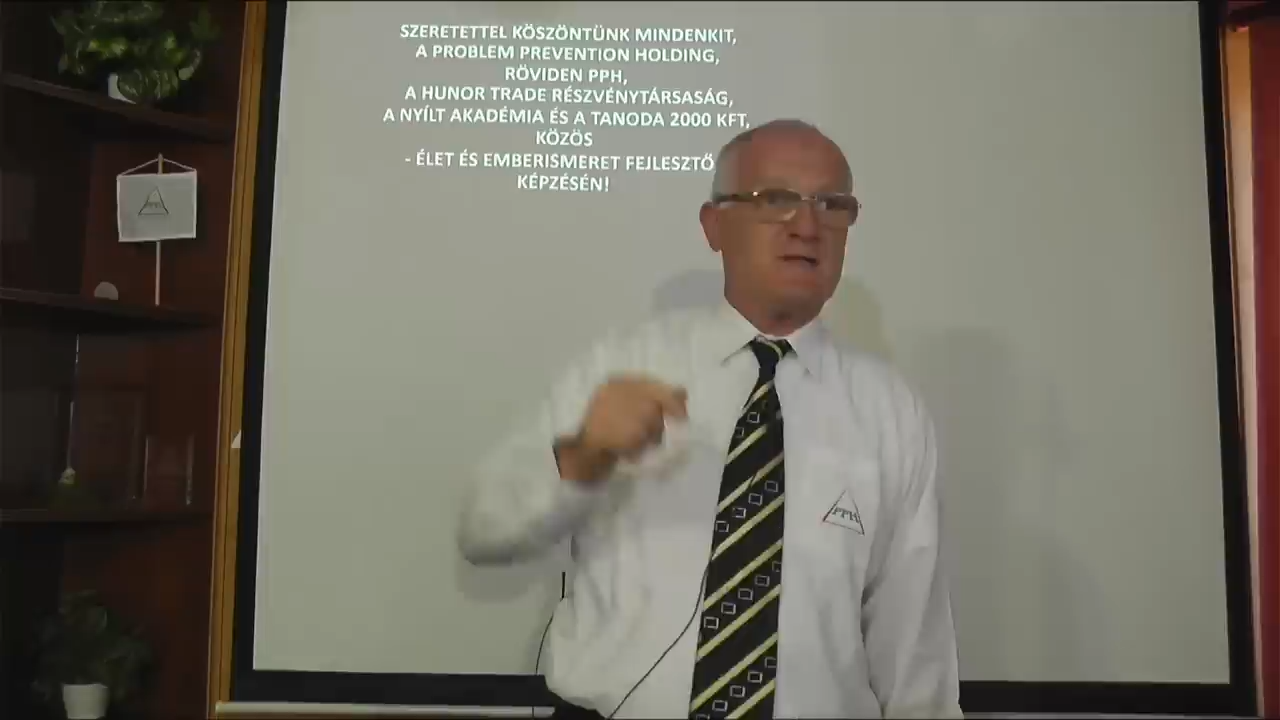 SZERETETTEL KÖSZÖNTÜNK MINDENKIT,
A PROBLEM PREVENTION HOLDING,
RÖVIDEN PPH,
A HUNOR TRADE RÉSZVÉNYTÁRSASÁG,
A NYÍLT AKADÉMIA ÉS A TANODA 2000 KFT,
KÖZÖS
- ÉLET ÉS EMBERISMERET FEJLESZTŐ
KÉPZÉSÉN!
PPH
PPH